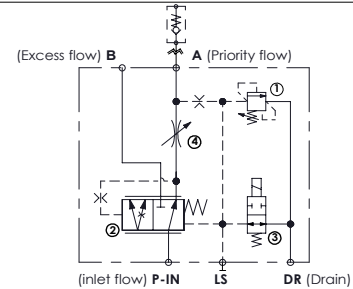 (Excess flow) B A (Priority flow)
1
4
2
3
(inlet flow) P-IN LS DR (Drain)